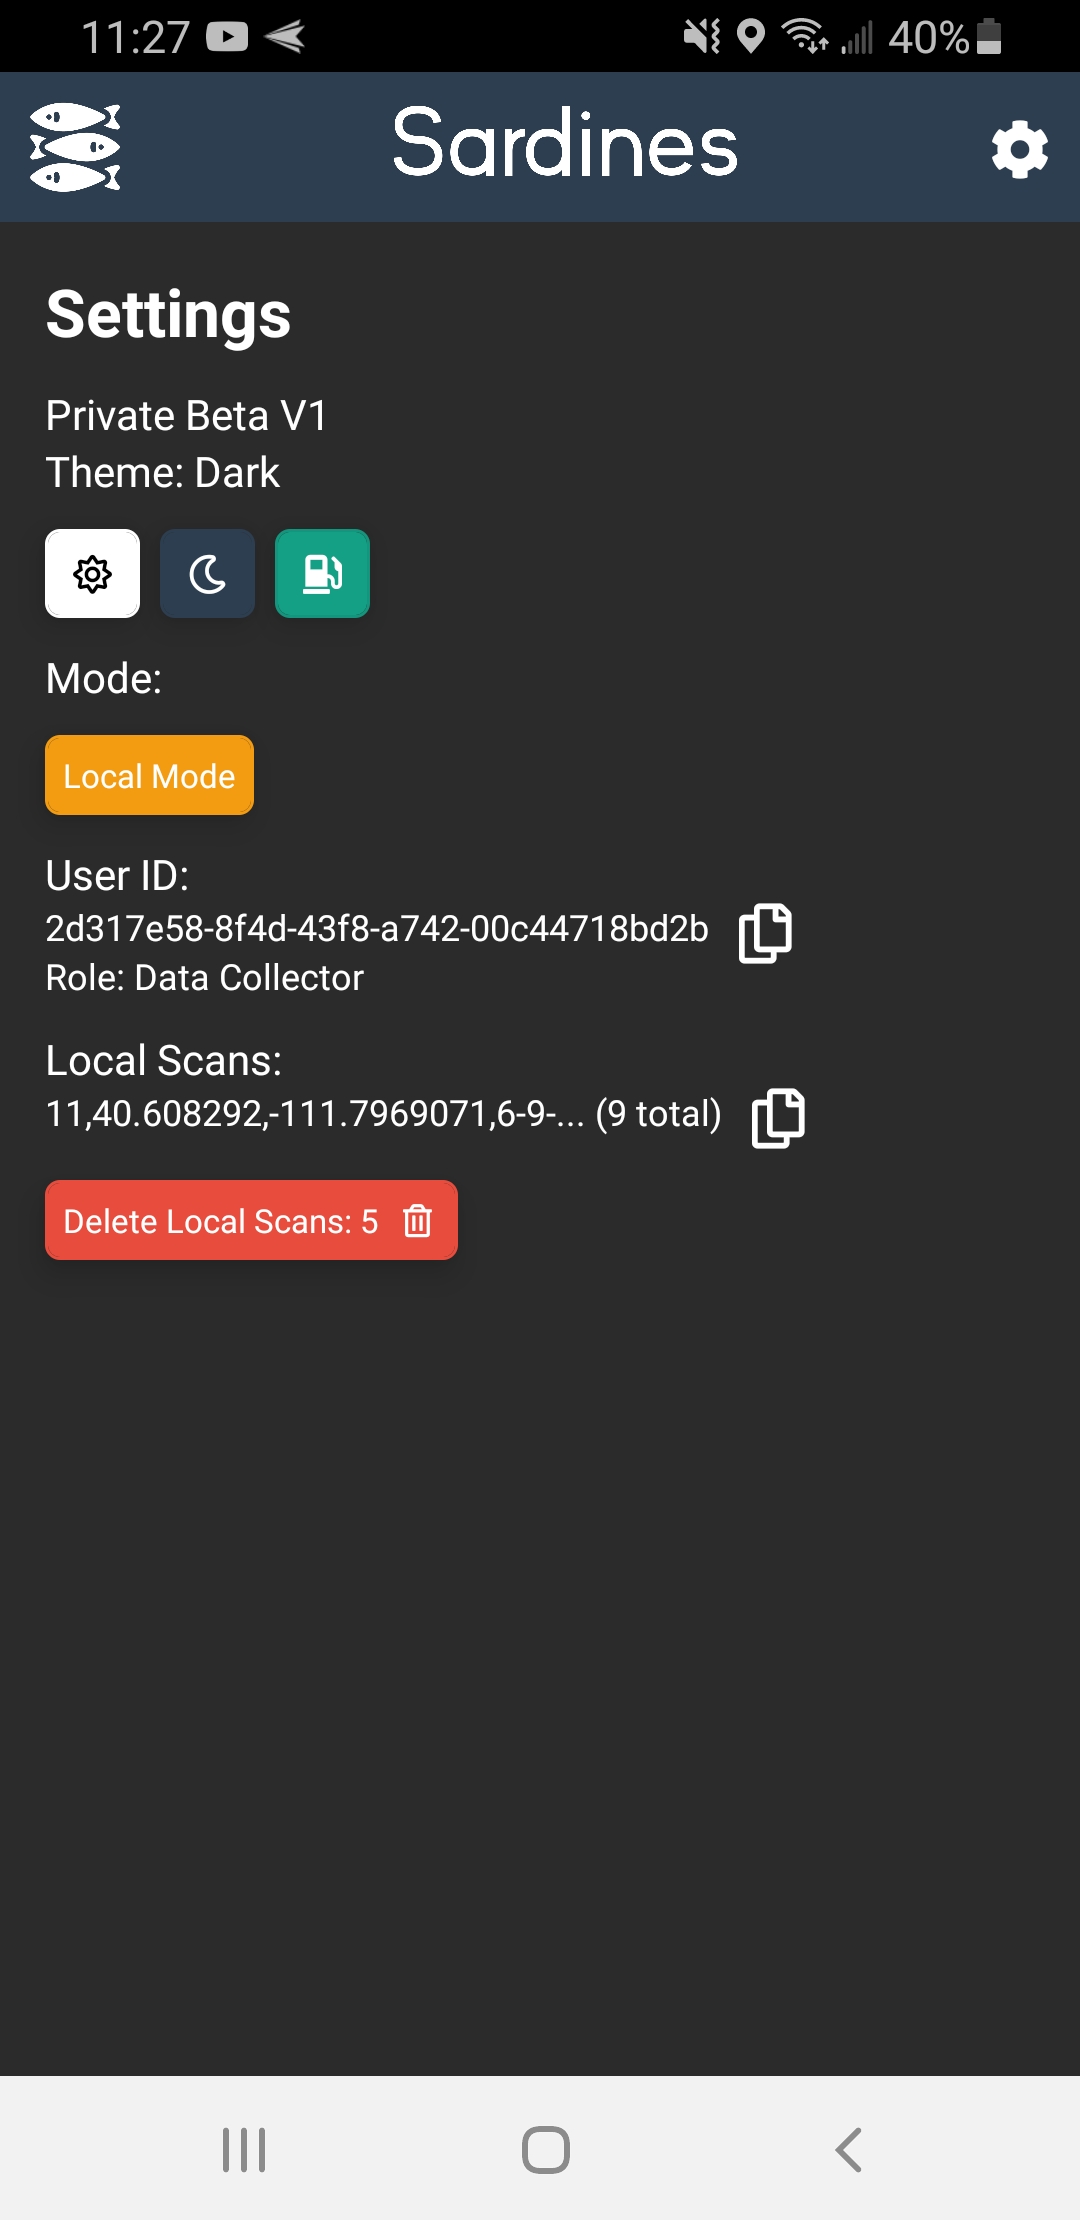 11:27
40%
Sardines
Settings
Private Beta V1
Theme: Dark
Mode:
Local Mode
User ID:
2d317e58-8f4d-43f8-a742-00c44718bd2b
Role: Data Collector
Local Scans:
11,40.608292,-111.7969071,6-9-... (9 total)
Delete Local Scans: 5